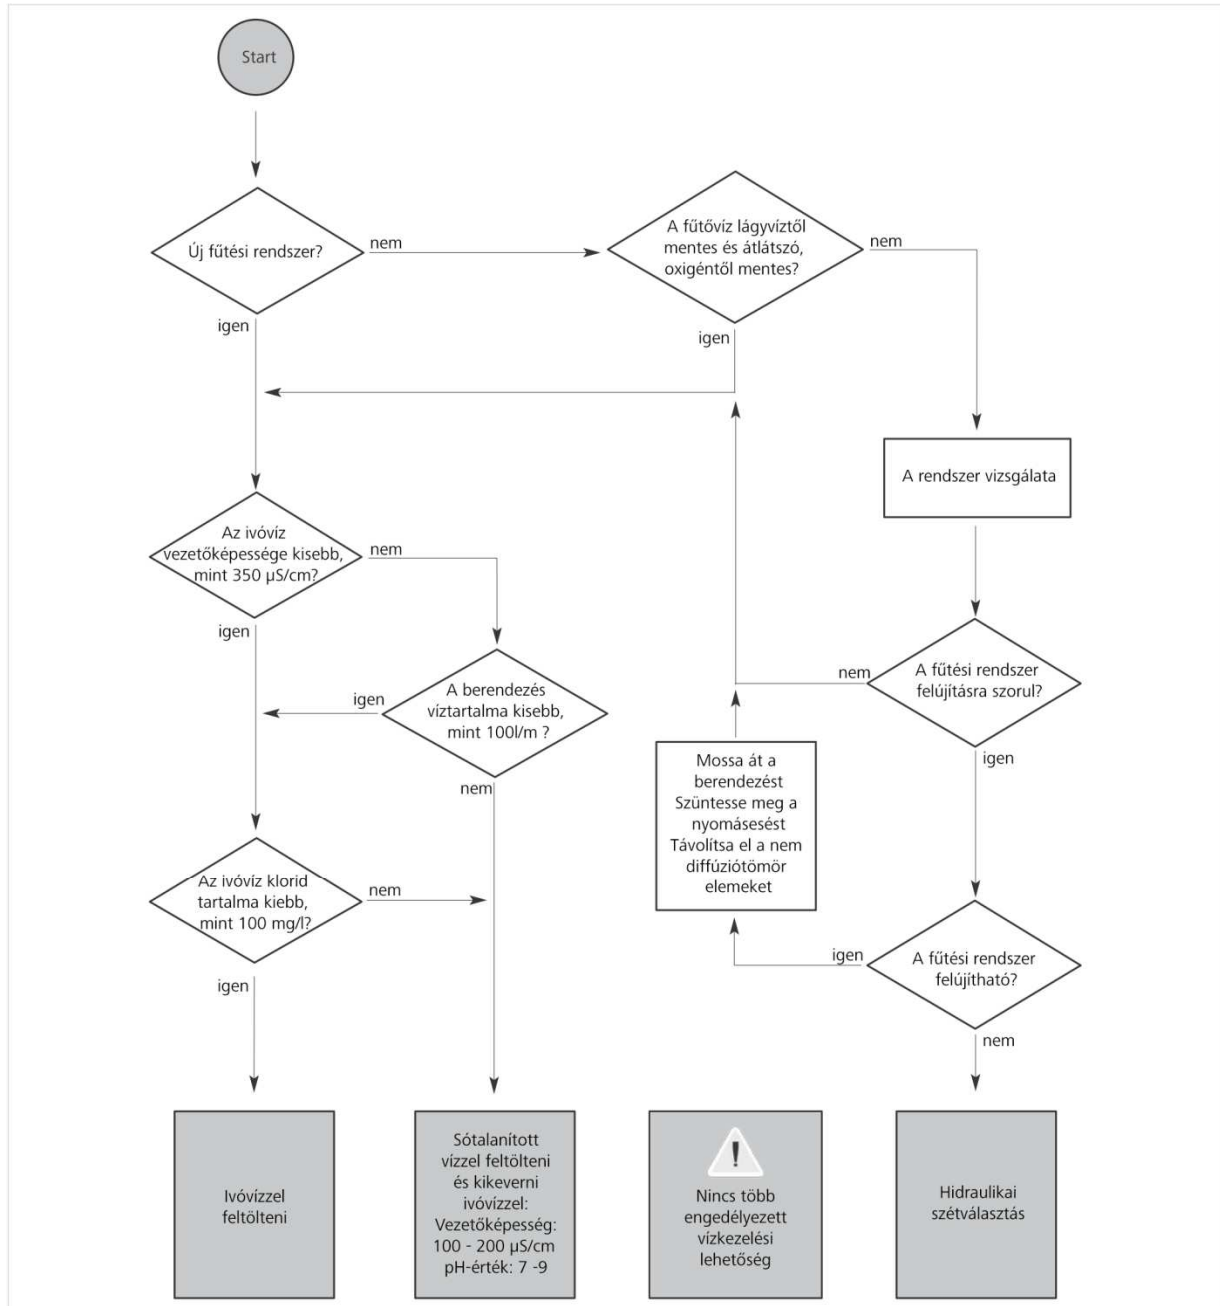 Start
Új fűtési rendszer?
nem
igen
A fűtővíz lágyvíztől
mentes és átlátszó,
oxigéntől mentes?
nem
igen
A rendszer vizsgálata
Az ivóvíz
vezetőképessége kisebb,
mint 350 µS/cm?
nem
igen
A berendezés
víztartalma kisebb,
mint 100l/m ?
igen
nem
A fűtési rendszer
felújításra szorul?
nem
igen
Mossa át a
berendezést
Szüntesse meg a
nyomásesést
Távolítsa el a nem
diffúziótömör
elemeket
Az ivóvíz klorid
tartalma kiebb,
mint 100 mg/l?
nem
igen
A fűtési rendszer
felújítható?
igen
nem
Ivóvízzel
feltölteni
Sótalanított
vízzel feltölteni
és kikeverni
ivóvízzel:
Vezetőképesség:
100 - 200 µS/cm
pH-érték: 7 -9
!
Nincs több
engedélyezett
vízkezelési
lehetőség
Hidraulikai
szétválasztás